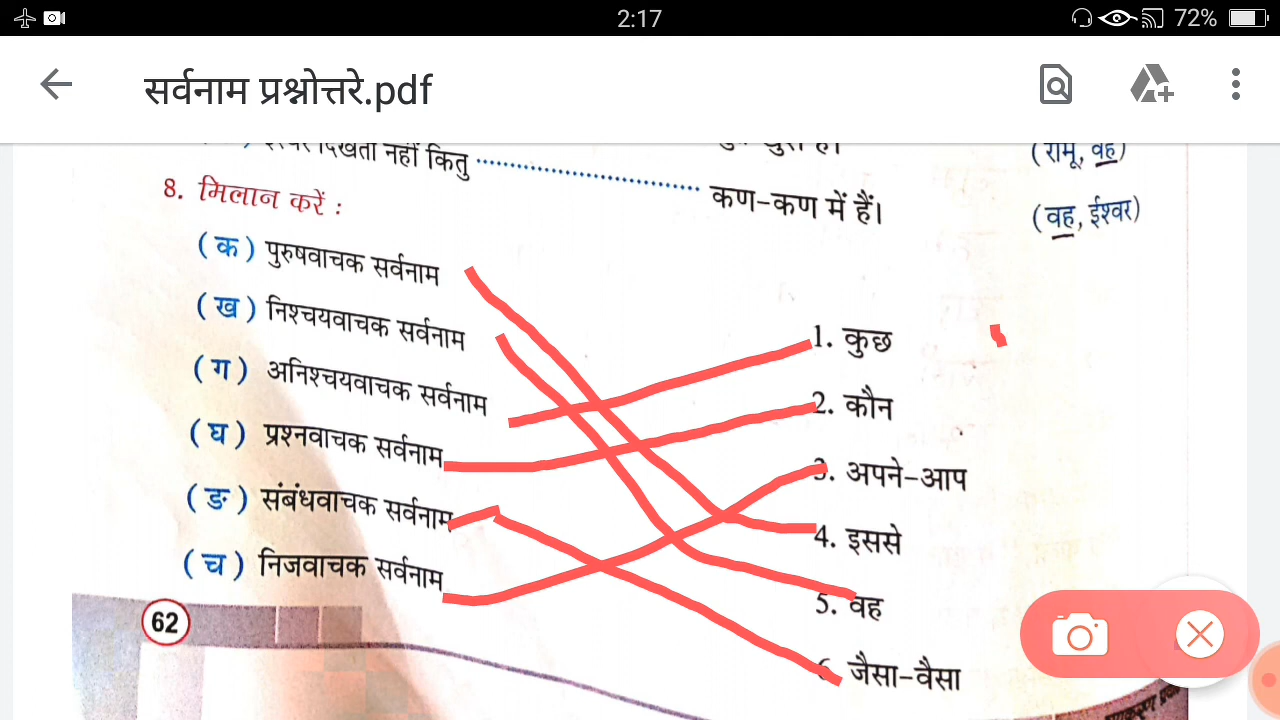 2:17
72%
सर्वनाम प्रश्नोत्तरे.pdf
दिखता नहीं किंतु ........................ कण-कण में हैं। (वह, ईश्वर)
(रामू, वह)
8. मिलान करें :
(क) पुरुषवाचक सर्वनाम
(ख) निश्चयवाचक सर्वनाम
1. कुछ
(ग) अनिश्चयवाचक सर्वनाम
2. कौन
(घ) प्रश्नवाचक सर्वनाम
3. अपने-आप
(ङ) संबंधवाचक सर्वनाम
4. इससे
(च) निजवाचक सर्वनाम
5. वह
62
6. जैसा-वैसा